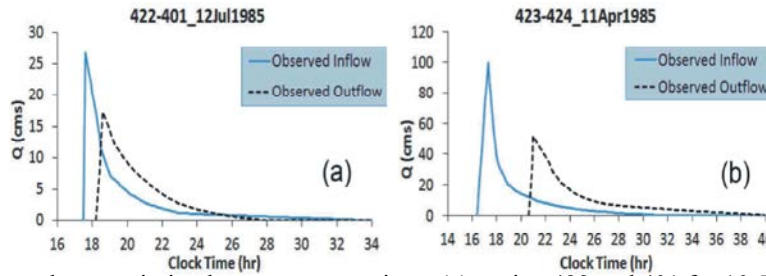 422-401_12Jul1985
30
25
20
15
10
5
0
Q (cms)
Observed Inflow
Observed Outflow
(a)
16 18 20 22 24 26 28 30 32 34
Clock Time (hr)
423-424_11Apr1985
120
100
80
60
40
20
0
Q (cms)
Observed Inflow
Observed Outflow
(b)
14 16 18 20 22 24 26 28 30 32 34 36 38 40
Clock Time (hr)